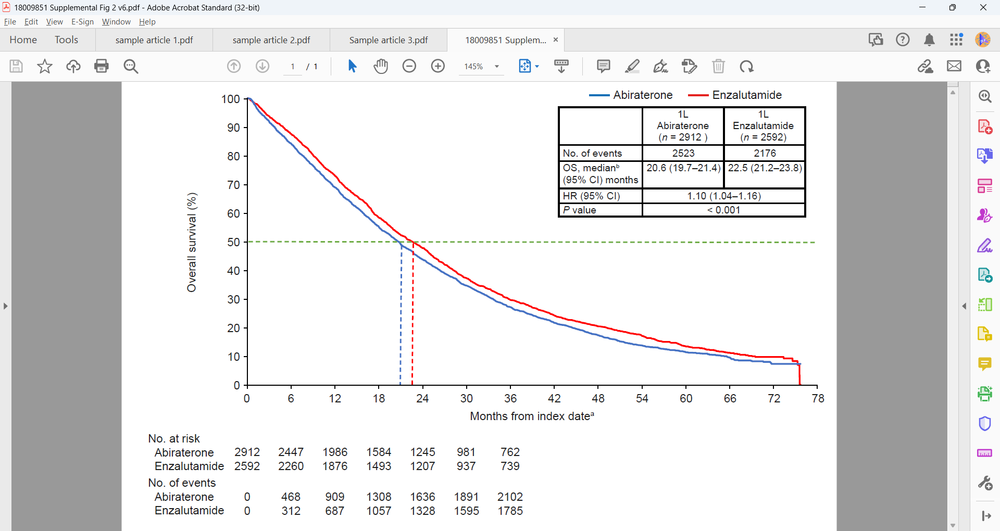 18009851 Supplemental Fig 2 v6.pdf - Adobe Acrobat Standard (32-bit)
File Edit View E-Sign Window Help
Home Tools sample article 1.pdf sample article 2.pdf Sample article 3.pdf 18009851 Supplem... ×
1 / 1 145%
Abiraterone Enzalutamide
1L Abiraterone (n = 2912 ) 1L Enzalutamide (n = 2592)
No. of events 2523 2176
OS, medianᵇ (95% CI) months 20.6 (19.7–21.4) 22.5 (21.2–23.8)
HR (95% CI) 1.10 (1.04–1.16)
P value < 0.001
Overall survival (%)
100
90
80
70
60
50
40
30
20
10
0
0 6 12 18 24 30 36 42 48 54 60 66 72 78
Months from index dateᵃ
No. at risk
Abiraterone 2912 2447 1986 1584 1245 981 762
Enzalutamide 2592 2260 1876 1493 1207 937 739
No. of events
Abiraterone 0 468 909 1308 1636 1891 2102
Enzalutamide 0 312 687 1057 1328 1595 1785